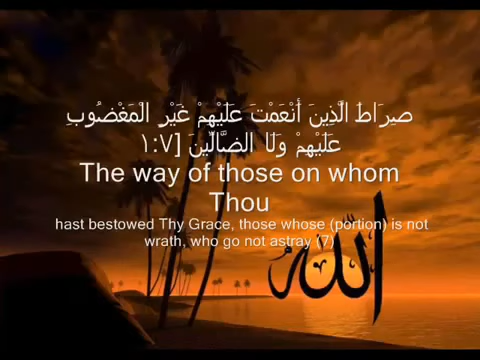 صِرَاطَ الَّذِينَ أَنْعَمْتَ عَلَيْهِمْ غَيْرِ الْمَغْضُوبِ
عَلَيْهِمْ وَلَا الضَّالِّينَ [١:٧
The way of those on whom
Thou
hast bestowed Thy Grace, those whose (portion) is not
wrath, who go not astray (7)
الله